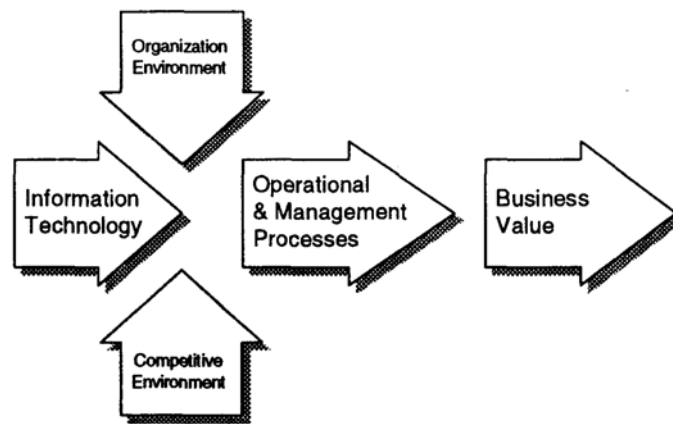 Organization
Environment
Information
Technology
Operational
& Management
Processes
Business
Value
Competitive
Environment